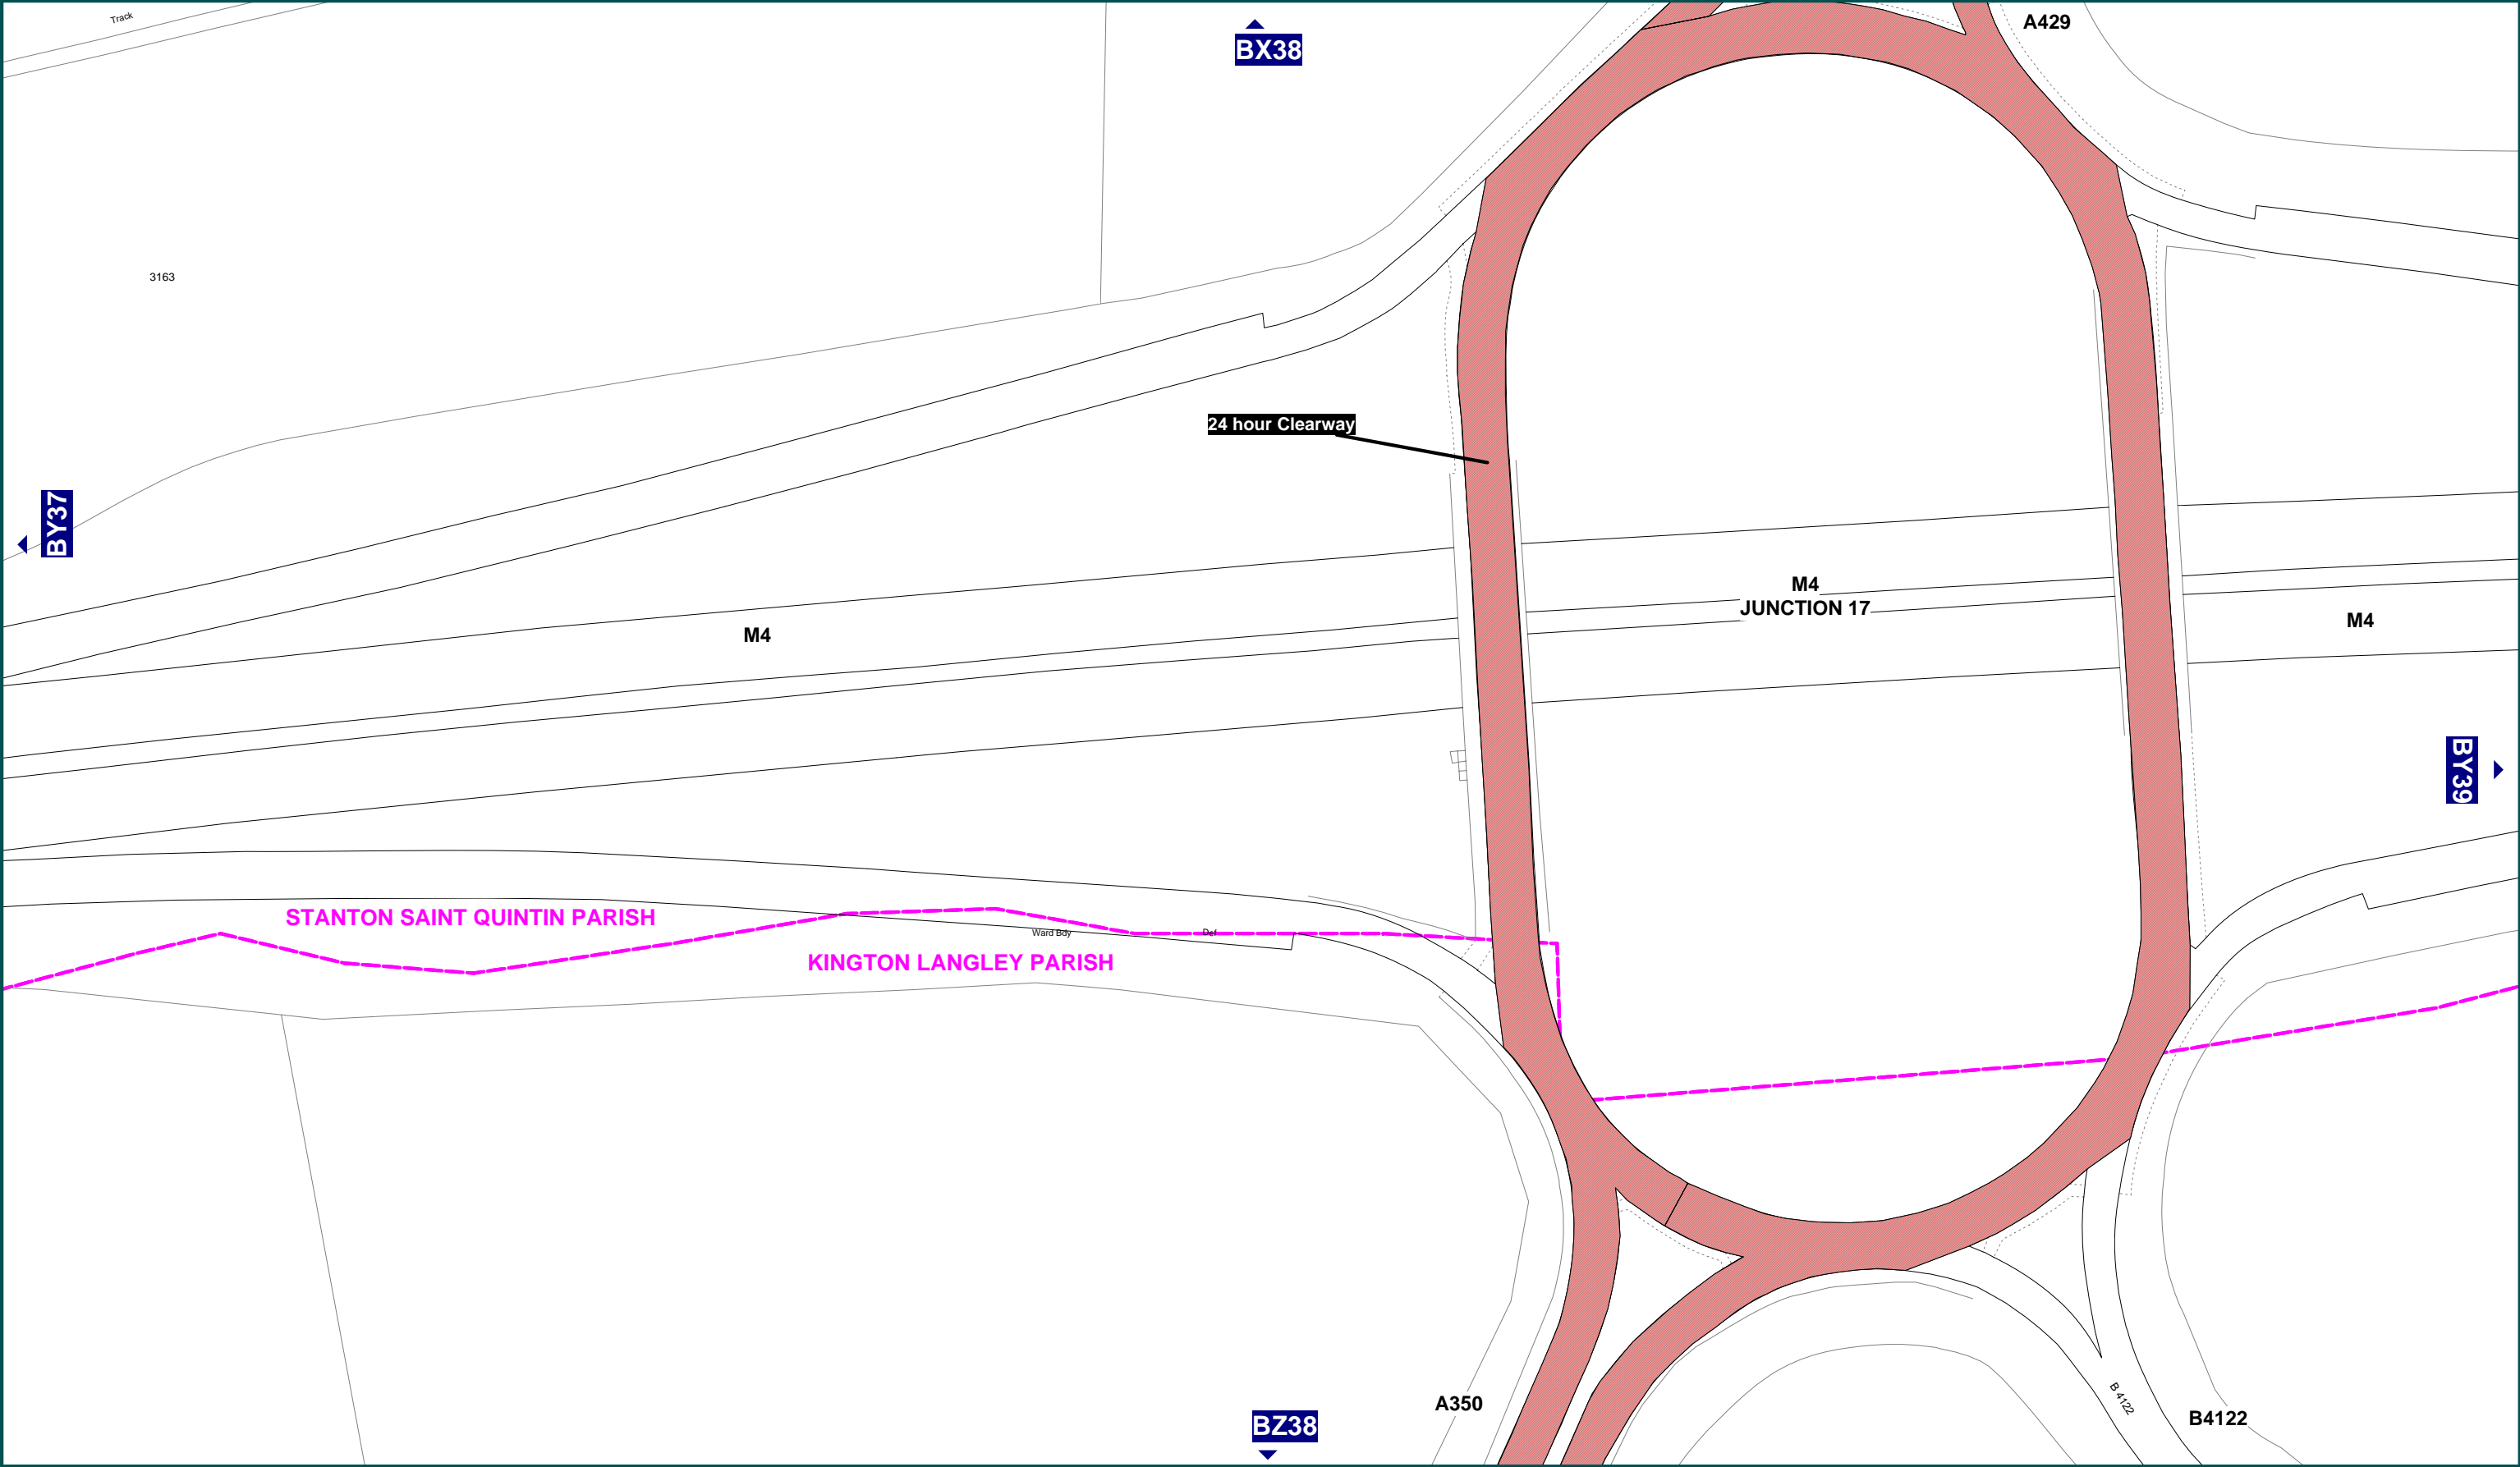 Track
A429
BX38
3163
24 hour Clearway
BY37
M4
JUNCTION 17
M4
M4
BY39
STANTON SAINT QUINTIN PARISH
Ward Bdy
Def
KINGTON LANGLEY PARISH
A350
B 4122
B4122
BZ38